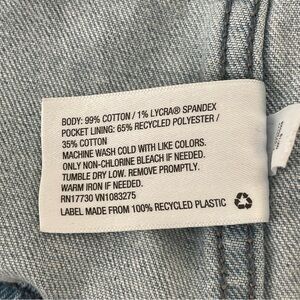 BODY: 99% COTTON / 1% LYCRA® SPANDEX
POCKET LINING: 65% RECYCLED POLYESTER /
35% COTTON
MACHINE WASH COLD WITH LIKE COLORS.
ONLY NON-CHLORINE BLEACH IF NEEDED.
TUMBLE DRY LOW. REMOVE PROMPTLY.
WARM IRON IF NEEDED.
RN17730 VN1083275
LABEL MADE FROM 100% RECYCLED PLASTIC